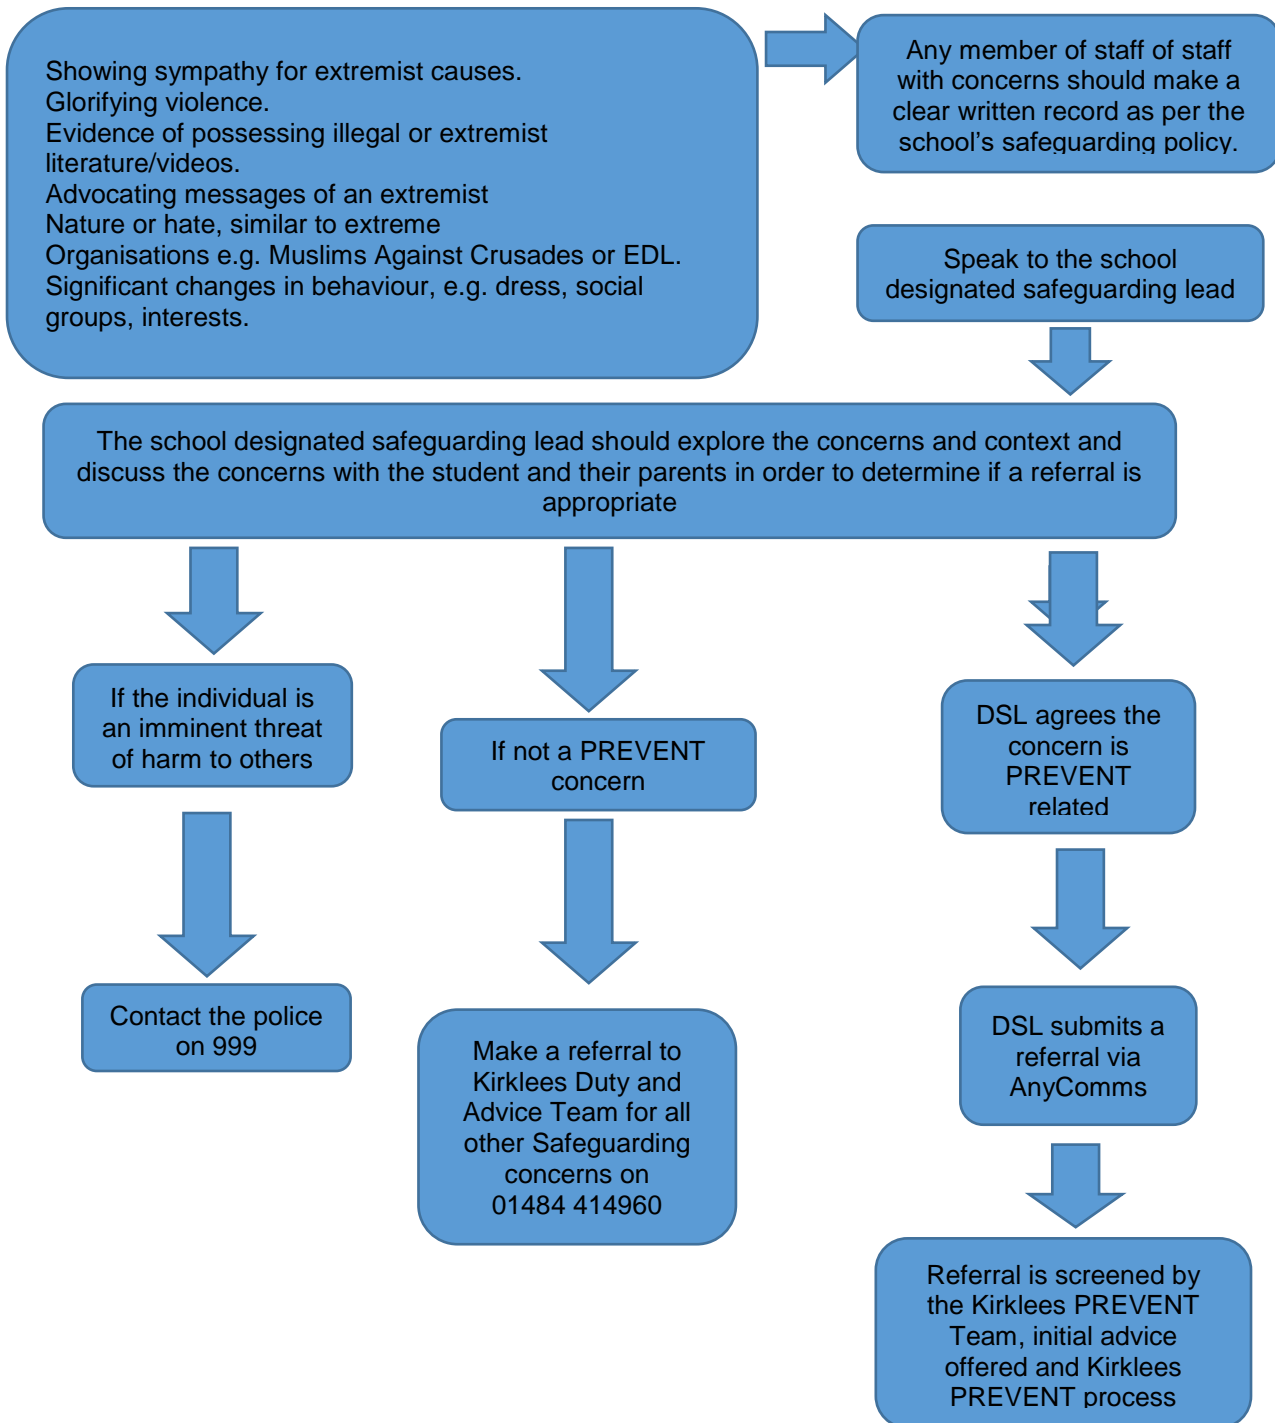 Showing sympathy for extremist causes.
Glorifying violence.
Evidence of possessing illegal or extremist
literature/videos.
Advocating messages of an extremist
Nature or hate, similar to extreme
Organisations e.g. Muslims Against Crusades or EDL.
Significant changes in behaviour, e.g. dress, social
groups, interests.
Any member of staff of staff
with concerns should make a
clear written record as per the
school's safeguarding policy.
Speak to the school
designated safeguarding lead
The school designated safeguarding lead should explore the concerns and context and
discuss the concerns with the student and their parents in order to determine if a referral is
appropriate
If the individual is
an imminent threat
of harm to others
Contact the police
on 999
If not a PREVENT
concern
Make a referral to
Kirklees Duty and
Advice Team for all
other Safeguarding
concerns on
01484 414960
DSL agrees the
concern is
PREVENT
related
DSL submits a
referral via
AnyComms
Referral is screened by
the Kirklees PREVENT
Team, initial advice
offered and Kirklees
PREVENT process